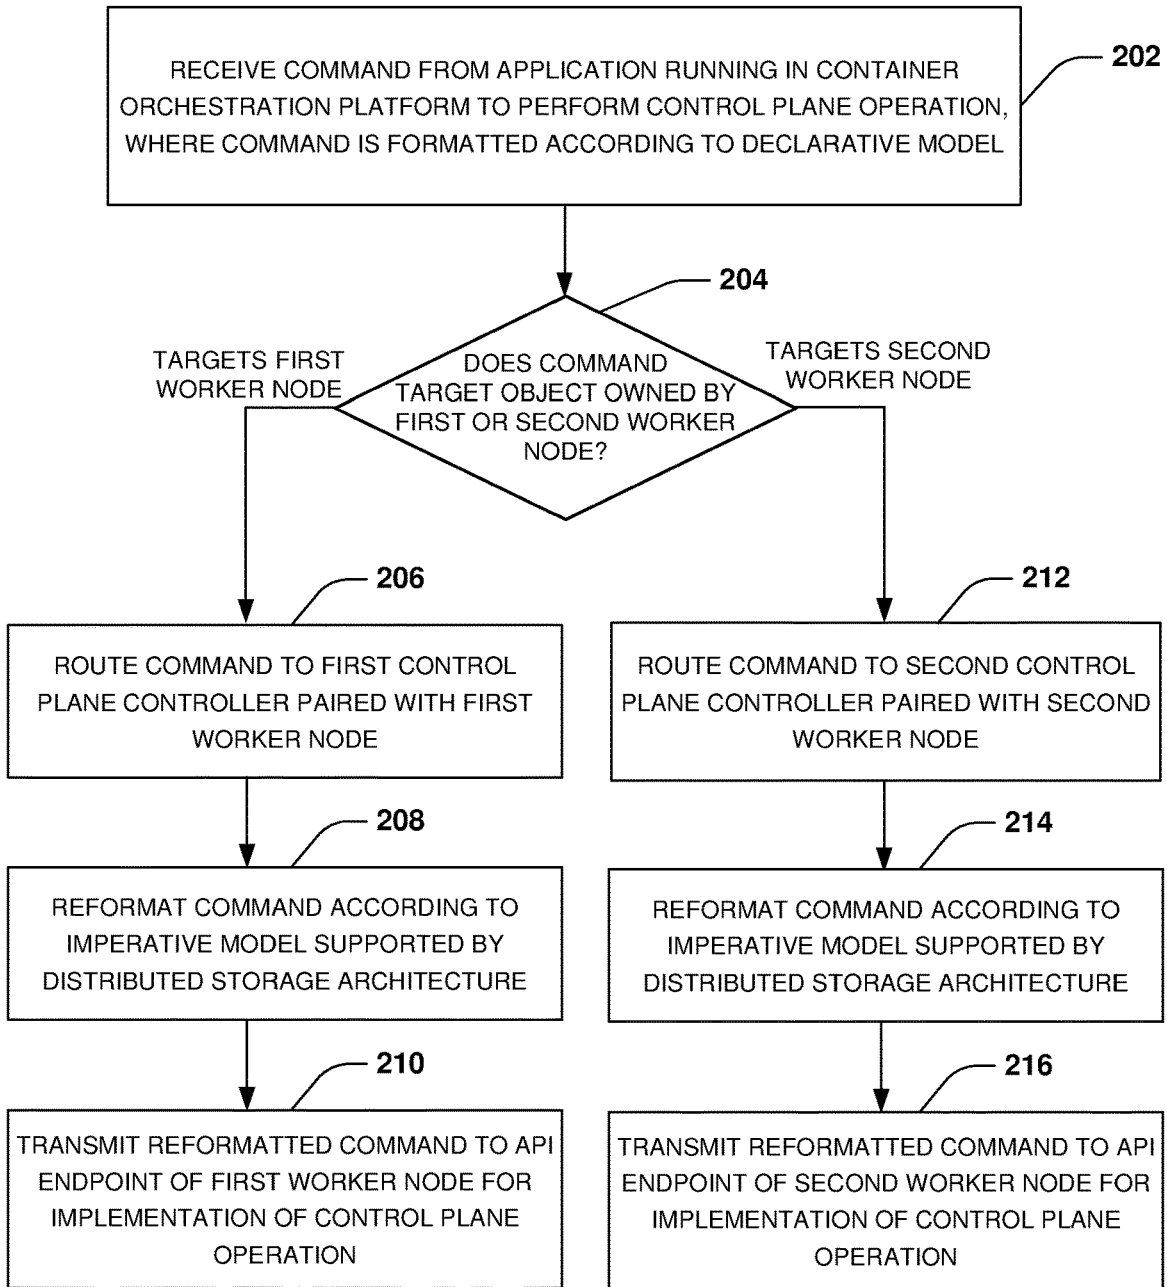 RECEIVE COMMAND FROM APPLICATION RUNNING IN CONTAINER
ORCHESTRATION PLATFORM TO PERFORM CONTROL PLANE OPERATION,
WHERE COMMAND IS FORMATTED ACCORDING TO DECLARATIVE MODEL
202
204
TARGETS FIRST
WORKER NODE
DOES COMMAND
TARGET OBJECT OWNED BY
FIRST OR SECOND WORKER
NODE?
TARGETS SECOND
WORKER NODE
206
ROUTE COMMAND TO FIRST CONTROL
PLANE CONTROLLER PAIRED WITH FIRST
WORKER NODE
208
REFORMAT COMMAND ACCORDING TO
IMPERATIVE MODEL SUPPORTED BY
DISTRIBUTED STORAGE ARCHITECTURE
210
TRANSMIT REFORMATTED COMMAND TO API
ENDPOINT OF FIRST WORKER NODE FOR
IMPLEMENTATION OF CONTROL PLANE
OPERATION
212
ROUTE COMMAND TO SECOND CONTROL
PLANE CONTROLLER PAIRED WITH SECOND
WORKER NODE
214
REFORMAT COMMAND ACCORDING TO
IMPERATIVE MODEL SUPPORTED BY
DISTRIBUTED STORAGE ARCHITECTURE
216
TRANSMIT REFORMATTED COMMAND TO API
ENDPOINT OF SECOND WORKER NODE FOR
IMPLEMENTATION OF CONTROL PLANE
OPERATION